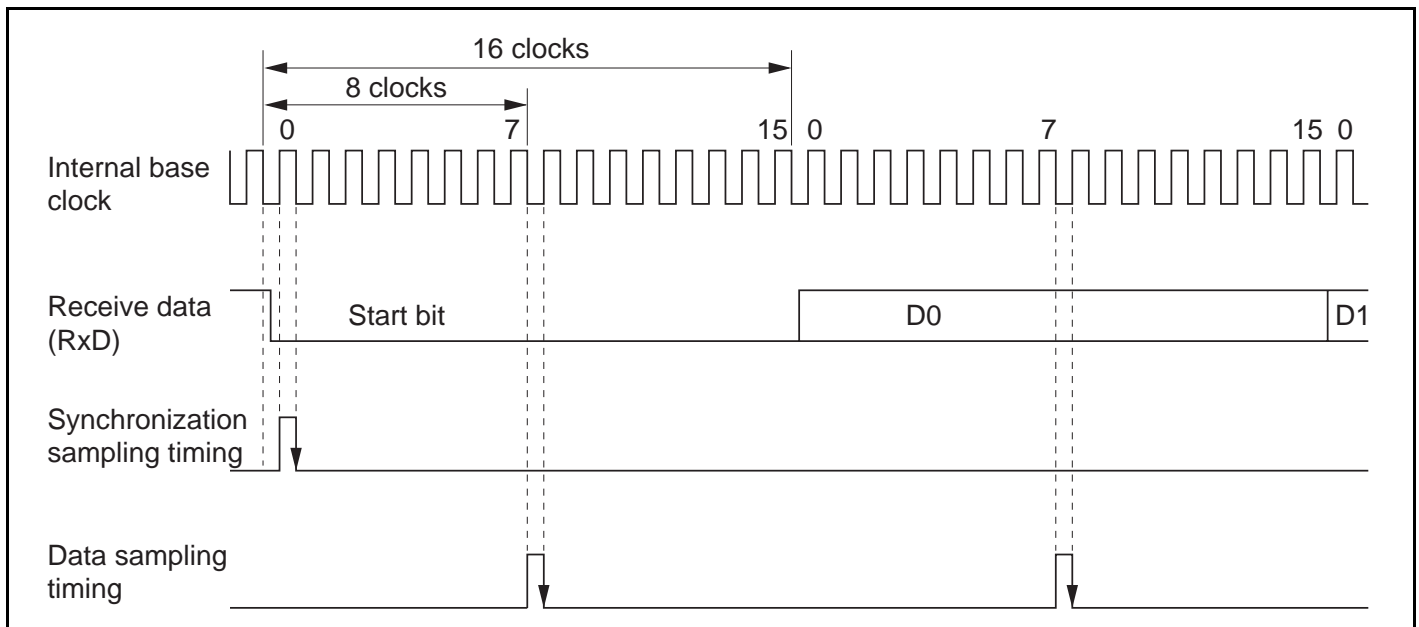 16 clocks
8 clocks
0 7 15 0 7 15 0
Internal base
clock
Receive data
(RxD)
Start bit D0 D1
Synchronization
sampling timing
Data sampling
timing